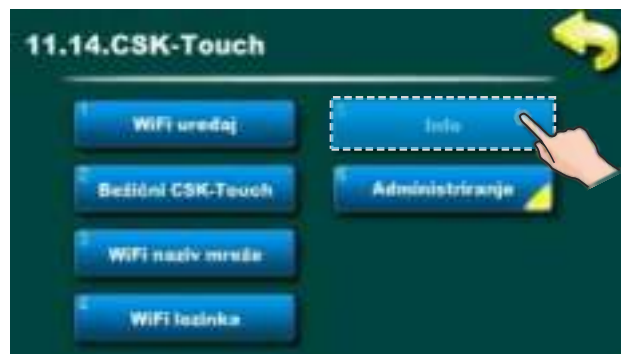 11.14.CSK-Touch
WiFi uređaj
Bežični CSK-Touch
WiFi naziv mreže
WiFi lozinka
Info
Administriranje